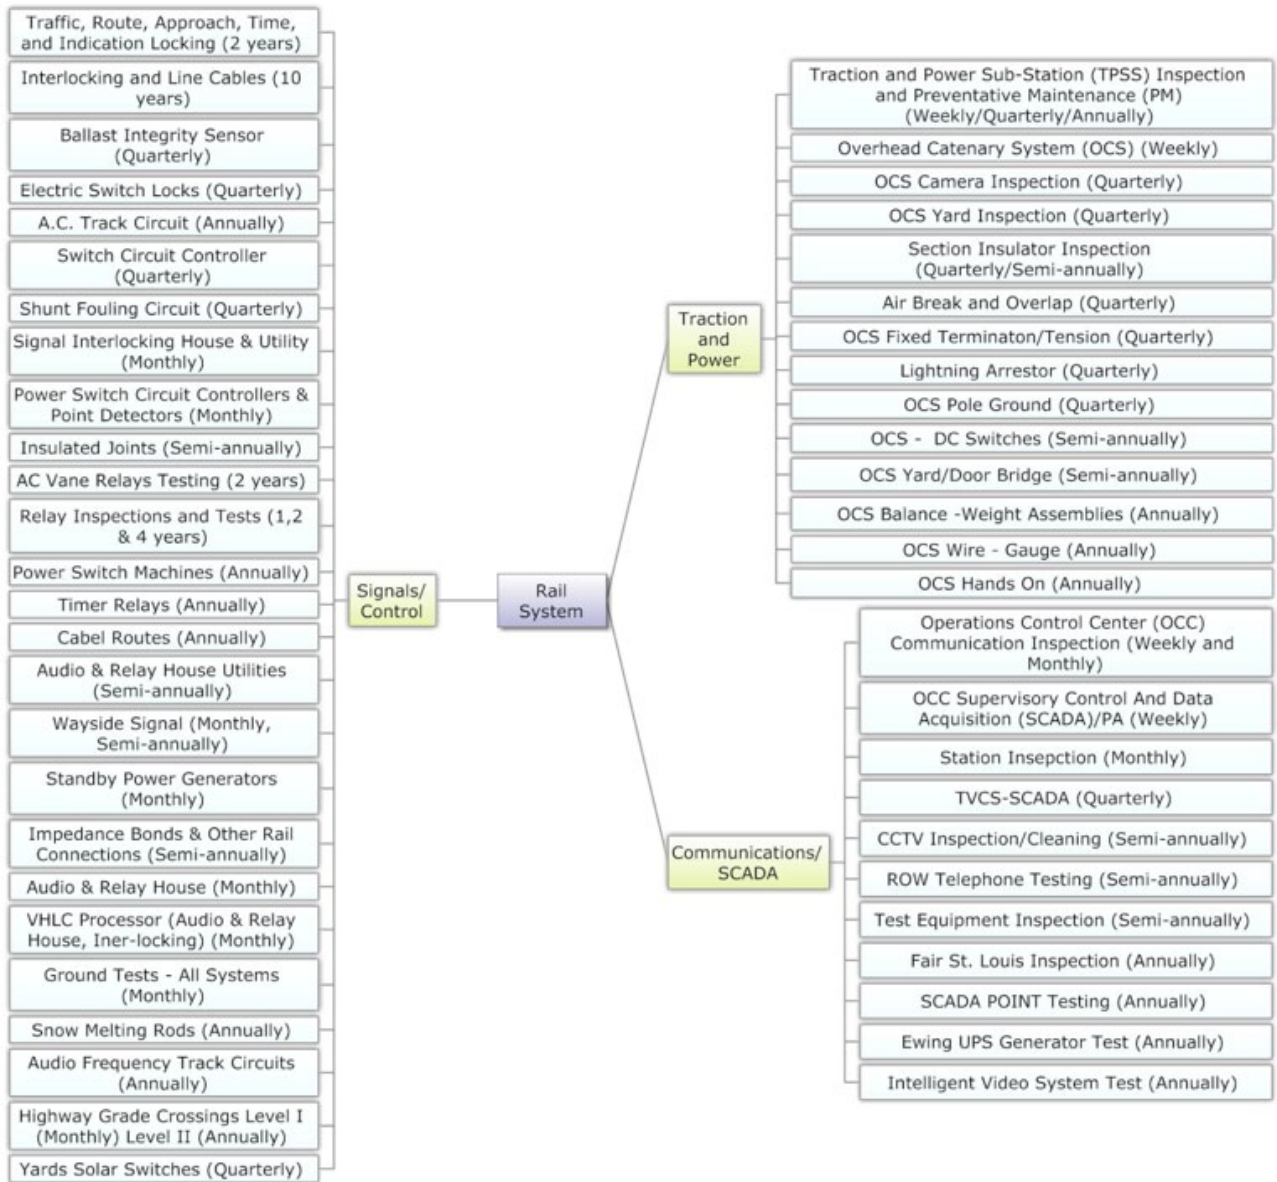 Traffic, Route, Approach, Time,
and Indication Locking (2 years)
Interlocking and Line Cables (10
years)
Ballast Integrity Sensor
(Quarterly)
Electric Switch Locks (Quarterly)
A.C. Track Circuit (Annually)
Switch Circuit Controller
(Quarterly)
Shunt Fouling Circuit (Quarterly)
Signal Interlocking House & Utility
(Monthly)
Power Switch Circuit Controllers &
Point Detectors (Monthly)
Insulated Joints (Semi-annually)
AC Vane Relays Testing (2 years)
Relay Inspections and Tests (1,2
& 4 years)
Power Switch Machines (Annually)
Timer Relays (Annually)
Cabel Routes (Annually)
Audio & Relay House Utilities
(Semi-annually)
Wayside Signal (Monthly,
Semi-annually)
Standby Power Generators
(Monthly)
Impedance Bonds & Other Rail
Connections (Semi-annually)
Audio & Relay House (Monthly)
VHLC Processor (Audio & Relay
House, Iner-locking) (Monthly)
Ground Tests - All Systems
(Monthly)
Snow Melting Rods (Annually)
Audio Frequency Track Circuits
(Annually)
Highway Grade Crossings Level I
(Monthly) Level II (Annually)
Yards Solar Switches (Quarterly)
Signals/
Control
Rail
System
Traction
and
Power
Traction and Power Sub-Station (TPSS) Inspection
and Preventative Maintenance (PM)
(Weekly/Quarterly/Annually)
Overhead Catenary System (OCS) (Weekly)
OCS Camera Inspection (Quarterly)
OCS Yard Inspection (Quarterly)
Section Insulator Inspection
(Quarterly/Semi-annually)
Air Break and Overlap (Quarterly)
OCS Fixed Terminaton/Tension (Quarterly)
Lightning Arrestor (Quarterly)
OCS Pole Ground (Quarterly)
OCS - DC Switches (Semi-annually)
OCS Yard/Door Bridge (Semi-annually)
OCS Balance -Weight Assemblies (Annually)
OCS Wire - Gauge (Annually)
OCS Hands On (Annually)
Communications/
SCADA
Operations Control Center (OCC)
Communication Inspection (Weekly and
Monthly)
OCC Supervisory Control And Data
Acquisition (SCADA)/PA (Weekly)
Station Insepction (Monthly)
TVCS-SCADA (Quarterly)
CCTV Inspection/Cleaning (Semi-annually)
ROW Telephone Testing (Semi-annually)
Test Equipment Inspection (Semi-annually)
Fair St. Louis Inspection (Annually)
SCADA POINT Testing (Annually)
Ewing UPS Generator Test (Annually)
Intelligent Video System Test (Annually)